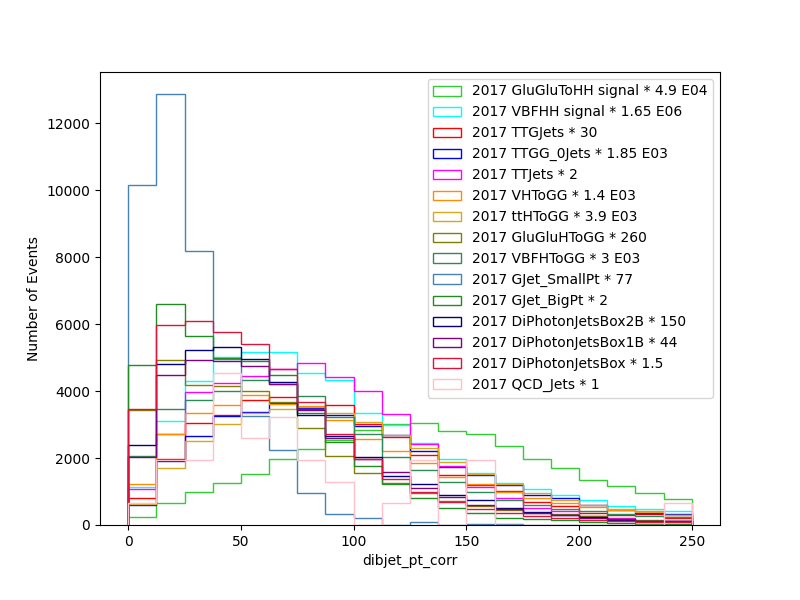 2017 GluGluToHH signal * 4.9 E04
2017 VBFHH signal * 1.65 E06
2017 TTGJets * 30
2017 TTGG_0Jets * 1.85 E03
2017 TTJets * 2
2017 VHToGG * 1.4 E03
2017 ttHToGG * 3.9 E03
2017 GluGluHToGG * 260
2017 VBFHToGG * 3 E03
2017 GJet_SmallPt * 77
2017 GJet_BigPt * 2
2017 DiPhotonJetsBox2B * 150
2017 DiPhotonJetsBox1B * 44
2017 DiPhotonJetsBox * 1.5
2017 QCD_Jets * 1
Number of Events
12000
10000
8000
6000
4000
2000
0
0 50 100 150 200 250
dibjet_pt_corr